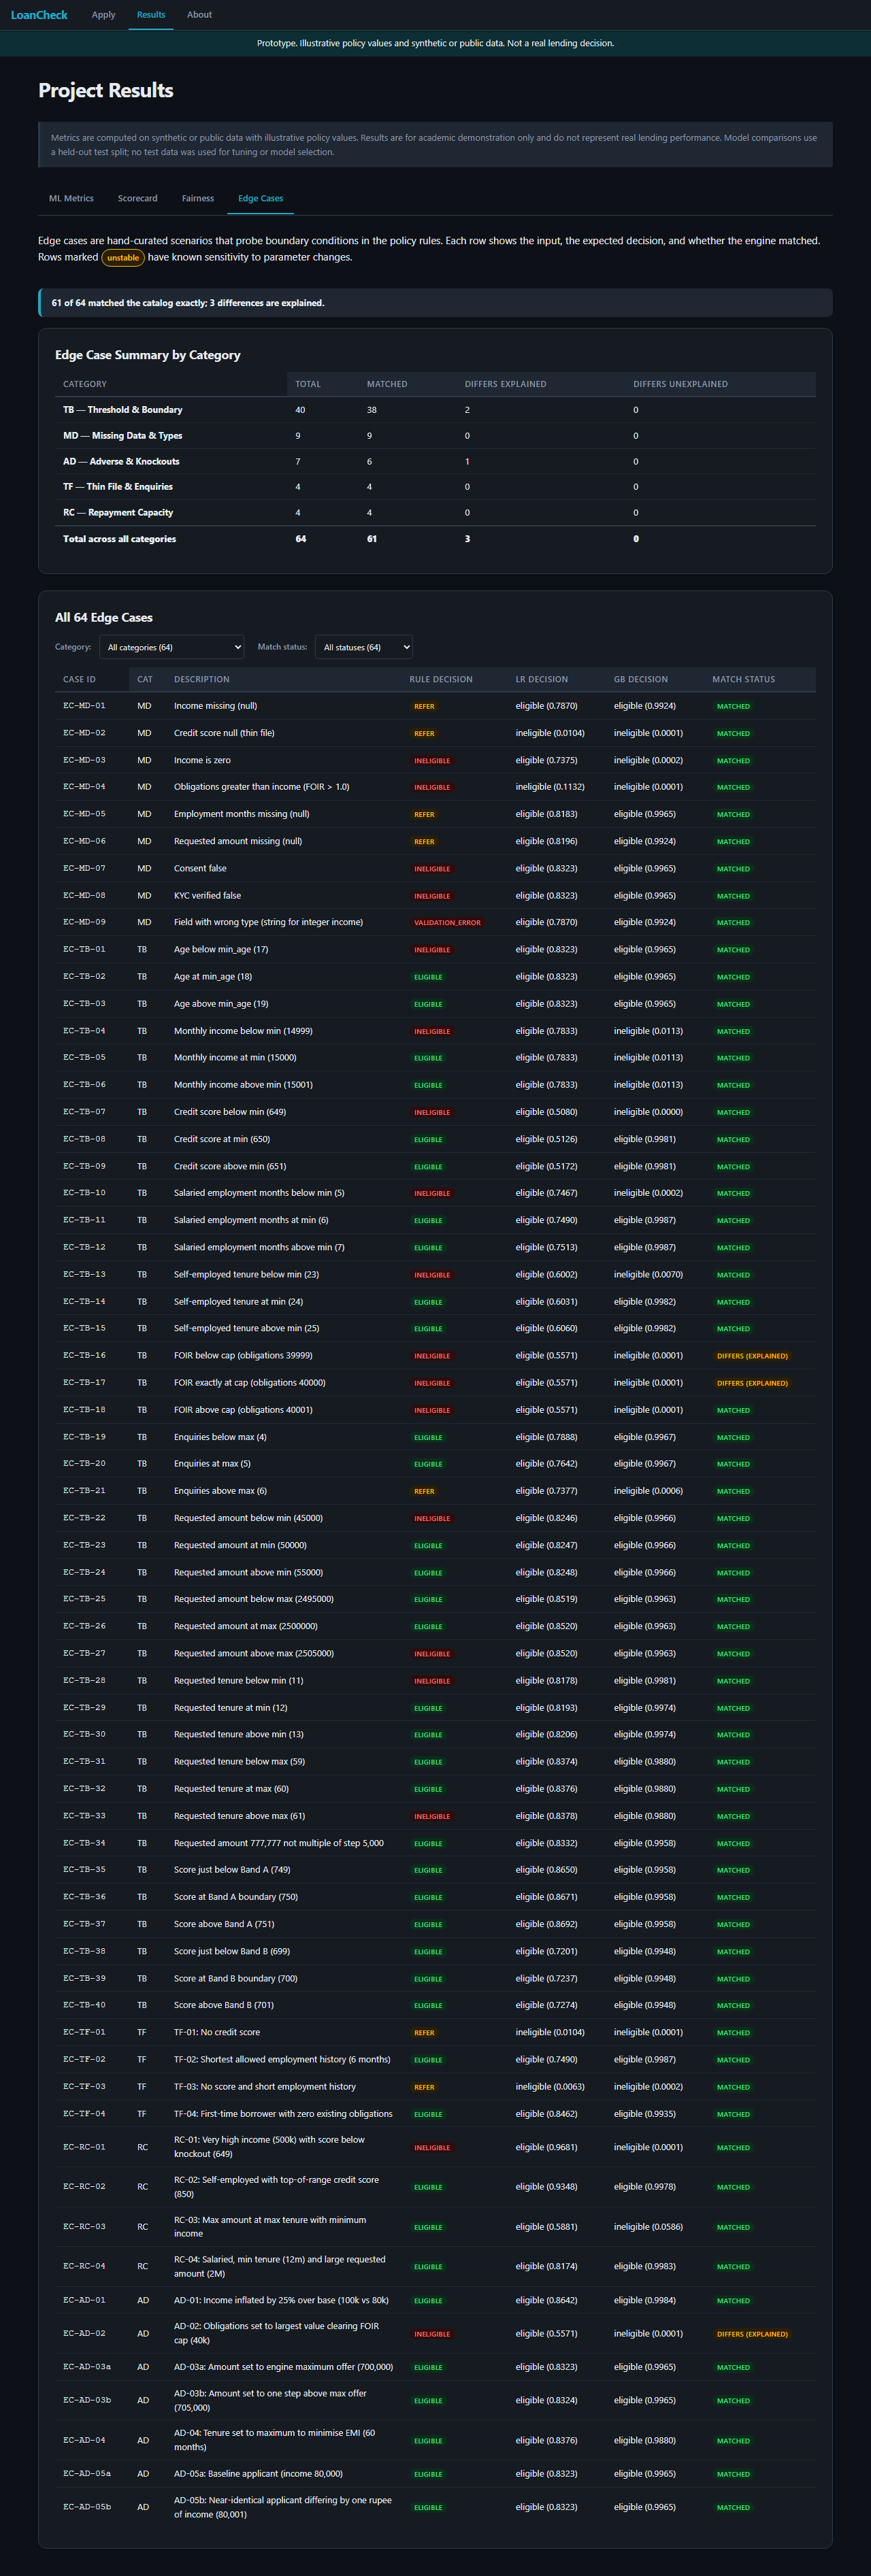 LoanCheck Apply Results About
Prototype. Illustrative policy values and synthetic or public data. Not a real lending decision.
Project Results
Metrics are computed on synthetic or public data with illustrative policy values. Results are for academic demonstration only and do not represent real lending performance. Model comparisons use
a held-out test split; no test data was used for tuning or model selection.
ML Metrics Scorecard Fairness Edge Cases
Edge cases are hand-curated scenarios that probe boundary conditions in the policy rules. Each row shows the input, the expected decision, and whether the engine matched.
Rows marked unstable have known sensitivity to parameter changes.
61 of 64 matched the catalog exactly; 3 differences are explained.
Edge Case Summary by Category
CATEGORY TOTAL MATCHED DIFFERS EXPLAINED DIFFERS UNEXPLAINED
TB — Threshold & Boundary 40 38 2 0
MD — Missing Data & Types 9 9 0 0
AD — Adverse & Knockouts 7 6 1 0
TF — Thin File & Enquiries 4 4 0 0
RC — Repayment Capacity 4 4 0 0
Total across all categories 64 61 3 0
All 64 Edge Cases
Category: All categories (64) Match status: All statuses (64)
CASE ID CAT DESCRIPTION RULE DECISION LR DECISION GB DECISION MATCH STATUS
EC-MD-01 MD Income missing (null) REFER eligible (0.7870) eligible (0.9924) MATCHED
EC-MD-02 MD Credit score null (thin file) REFER ineligible (0.0104) ineligible (0.0001) MATCHED
EC-MD-03 MD Income is zero INELIGIBLE eligible (0.7375) ineligible (0.0002) MATCHED
EC-MD-04 MD Obligations greater than income (FOIR > 1.0) INELIGIBLE ineligible (0.1132) ineligible (0.0001) MATCHED
EC-MD-05 MD Employment months missing (null) REFER eligible (0.8183) eligible (0.9965) MATCHED
EC-MD-06 MD Requested amount missing (null) REFER eligible (0.8196) eligible (0.9924) MATCHED
EC-MD-07 MD Consent false INELIGIBLE eligible (0.8323) eligible (0.9965) MATCHED
EC-MD-08 MD KYC verified false INELIGIBLE eligible (0.8323) eligible (0.9965) MATCHED
EC-MD-09 MD Field with wrong type (string for integer income) VALIDATION_ERROR eligible (0.7870) eligible (0.9924) MATCHED
EC-TB-01 TB Age below min_age (17) INELIGIBLE eligible (0.8323) eligible (0.9965) MATCHED
EC-TB-02 TB Age at min_age (18) ELIGIBLE eligible (0.8323) eligible (0.9965) MATCHED
EC-TB-03 TB Age above min_age (19) ELIGIBLE eligible (0.8323) eligible (0.9965) MATCHED
EC-TB-04 TB Monthly income below min (14999) INELIGIBLE eligible (0.7833) ineligible (0.0113) MATCHED
EC-TB-05 TB Monthly income at min (15000) ELIGIBLE eligible (0.7833) ineligible (0.0113) MATCHED
EC-TB-06 TB Monthly income above min (15001) ELIGIBLE eligible (0.7833) ineligible (0.0113) MATCHED
EC-TB-07 TB Credit score below min (649) INELIGIBLE eligible (0.5080) ineligible (0.0000) MATCHED
EC-TB-08 TB Credit score at min (650) ELIGIBLE eligible (0.5126) eligible (0.9981) MATCHED
EC-TB-09 TB Credit score above min (651) ELIGIBLE eligible (0.5172) eligible (0.9981) MATCHED
EC-TB-10 TB Salaried employment months below min (5) INELIGIBLE eligible (0.7467) ineligible (0.0002) MATCHED
EC-TB-11 TB Salaried employment months at min (6) ELIGIBLE eligible (0.7490) eligible (0.9987) MATCHED
EC-TB-12 TB Salaried employment months above min (7) ELIGIBLE eligible (0.7513) eligible (0.9987) MATCHED
EC-TB-13 TB Self-employed tenure below min (23) INELIGIBLE eligible (0.6002) ineligible (0.0070) MATCHED
EC-TB-14 TB Self-employed tenure at min (24) ELIGIBLE eligible (0.6031) eligible (0.9982) MATCHED
EC-TB-15 TB Self-employed tenure above min (25) ELIGIBLE eligible (0.6060) eligible (0.9982) MATCHED
EC-TB-16 TB FOIR below cap (obligations 39999) INELIGIBLE eligible (0.5571) ineligible (0.0001) DIFFERS (EXPLAINED)
EC-TB-17 TB FOIR exactly at cap (obligations 40000) INELIGIBLE eligible (0.5571) ineligible (0.0001) DIFFERS (EXPLAINED)
EC-TB-18 TB FOIR above cap (obligations 40001) INELIGIBLE eligible (0.5571) ineligible (0.0001) MATCHED
EC-TB-19 TB Enquiries below max (4) ELIGIBLE eligible (0.7888) eligible (0.9967) MATCHED
EC-TB-20 TB Enquiries at max (5) ELIGIBLE eligible (0.7642) eligible (0.9967) MATCHED
EC-TB-21 TB Enquiries above max (6) REFER eligible (0.7377) ineligible (0.0006) MATCHED
EC-TB-22 TB Requested amount below min (45000) INELIGIBLE eligible (0.8246) eligible (0.9966) MATCHED
EC-TB-23 TB Requested amount at min (50000) ELIGIBLE eligible (0.8247) eligible (0.9966) MATCHED
EC-TB-24 TB Requested amount above min (55000) ELIGIBLE eligible (0.8248) eligible (0.9966) MATCHED
EC-TB-25 TB Requested amount below max (2495000) ELIGIBLE eligible (0.8519) eligible (0.9963) MATCHED
EC-TB-26 TB Requested amount at max (2500000) ELIGIBLE eligible (0.8520) eligible (0.9963) MATCHED
EC-TB-27 TB Requested amount above max (2505000) INELIGIBLE eligible (0.8520) eligible (0.9963) MATCHED
EC-TB-28 TB Requested tenure below min (11) INELIGIBLE eligible (0.8178) eligible (0.9981) MATCHED
EC-TB-29 TB Requested tenure at min (12) ELIGIBLE eligible (0.8193) eligible (0.9974) MATCHED
EC-TB-30 TB Requested tenure above min (13) ELIGIBLE eligible (0.8206) eligible (0.9974) MATCHED
EC-TB-31 TB Requested tenure below max (59) ELIGIBLE eligible (0.8374) eligible (0.9880) MATCHED
EC-TB-32 TB Requested tenure at max (60) ELIGIBLE eligible (0.8376) eligible (0.9880) MATCHED
EC-TB-33 TB Requested tenure above max (61) INELIGIBLE eligible (0.8378) eligible (0.9880) MATCHED
EC-TB-34 TB Requested amount 777,777 not multiple of step 5,000 ELIGIBLE eligible (0.8332) eligible (0.9958) MATCHED
EC-TB-35 TB Score just below Band A (749) ELIGIBLE eligible (0.8650) eligible (0.9958) MATCHED
EC-TB-36 TB Score at Band A boundary (750) ELIGIBLE eligible (0.8671) eligible (0.9958) MATCHED
EC-TB-37 TB Score above Band A (751) ELIGIBLE eligible (0.8692) eligible (0.9958) MATCHED
EC-TB-38 TB Score just below Band B (699) ELIGIBLE eligible (0.7201) eligible (0.9948) MATCHED
EC-TB-39 TB Score at Band B boundary (700) ELIGIBLE eligible (0.7237) eligible (0.9948) MATCHED
EC-TB-40 TB Score above Band B (701) ELIGIBLE eligible (0.7274) eligible (0.9948) MATCHED
EC-TF-01 TF TF-01: No credit score REFER ineligible (0.0104) ineligible (0.0001) MATCHED
EC-TF-02 TF TF-02: Shortest allowed employment history (6 months) ELIGIBLE eligible (0.7490) eligible (0.9987) MATCHED
EC-TF-03 TF TF-03: No score and short employment history REFER ineligible (0.0063) ineligible (0.0002) MATCHED
EC-TF-04 TF TF-04: First-time borrower with zero existing obligations ELIGIBLE eligible (0.8462) eligible (0.9935) MATCHED
EC-RC-01 RC RC-01: Very high income (500k) with score below
knockout (649) INELIGIBLE eligible (0.9681) ineligible (0.0001) MATCHED
EC-RC-02 RC RC-02: Self-employed with top-of-range credit score
(850) ELIGIBLE eligible (0.9348) eligible (0.9978) MATCHED
EC-RC-03 RC RC-03: Max amount at max tenure with minimum
income ELIGIBLE eligible (0.5881) ineligible (0.0586) MATCHED
EC-RC-04 RC RC-04: Salaried, min tenure (12m) and large requested
amount (2M) ELIGIBLE eligible (0.8174) eligible (0.9983) MATCHED
EC-AD-01 AD AD-01: Income inflated by 25% over base (100k vs 80k) ELIGIBLE eligible (0.8642) eligible (0.9984) MATCHED
EC-AD-02 AD AD-02: Obligations set to largest value clearing FOIR
cap (40k) INELIGIBLE eligible (0.5571) ineligible (0.0001) DIFFERS (EXPLAINED)
EC-AD-03a AD AD-03a: Amount set to engine maximum offer (700,000) ELIGIBLE eligible (0.8323) eligible (0.9965) MATCHED
EC-AD-03b AD AD-03b: Amount set to one step above max offer
(705,000) ELIGIBLE eligible (0.8324) eligible (0.9965) MATCHED
EC-AD-04 AD AD-04: Tenure set to maximum to minimise EMI (60
months) ELIGIBLE eligible (0.8376) eligible (0.9880) MATCHED
EC-AD-05a AD AD-05a: Baseline applicant (income 80,000) ELIGIBLE eligible (0.8323) eligible (0.9965) MATCHED
EC-AD-05b AD AD-05b: Near-identical applicant differing by one rupee
of income (80,001) ELIGIBLE eligible (0.8323) eligible (0.9965) MATCHED